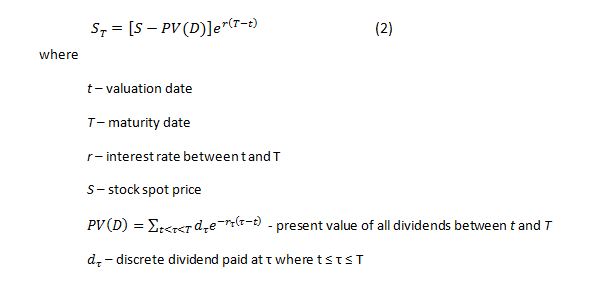 S_T = [S − PV(D)]e^{r(T−t)} (2)
where
t – valuation date
T – maturity date
r – interest rate between t and T
S – stock spot price
PV(D) = ∑_{t<τ<T} d_τ e^{−r_τ(τ−t)} - present value of all dividends between t and T
d_τ – discrete dividend paid at τ where t ≤ τ ≤ T